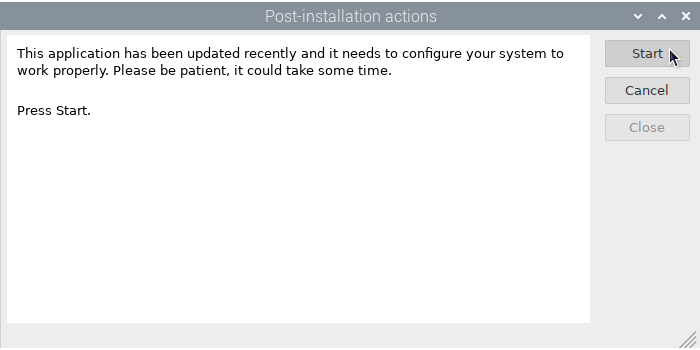 Post-installation actions
This application has been updated recently and it needs to configure your system to
work properly. Please be patient, it could take some time.
Press Start.
Start
Cancel
Close